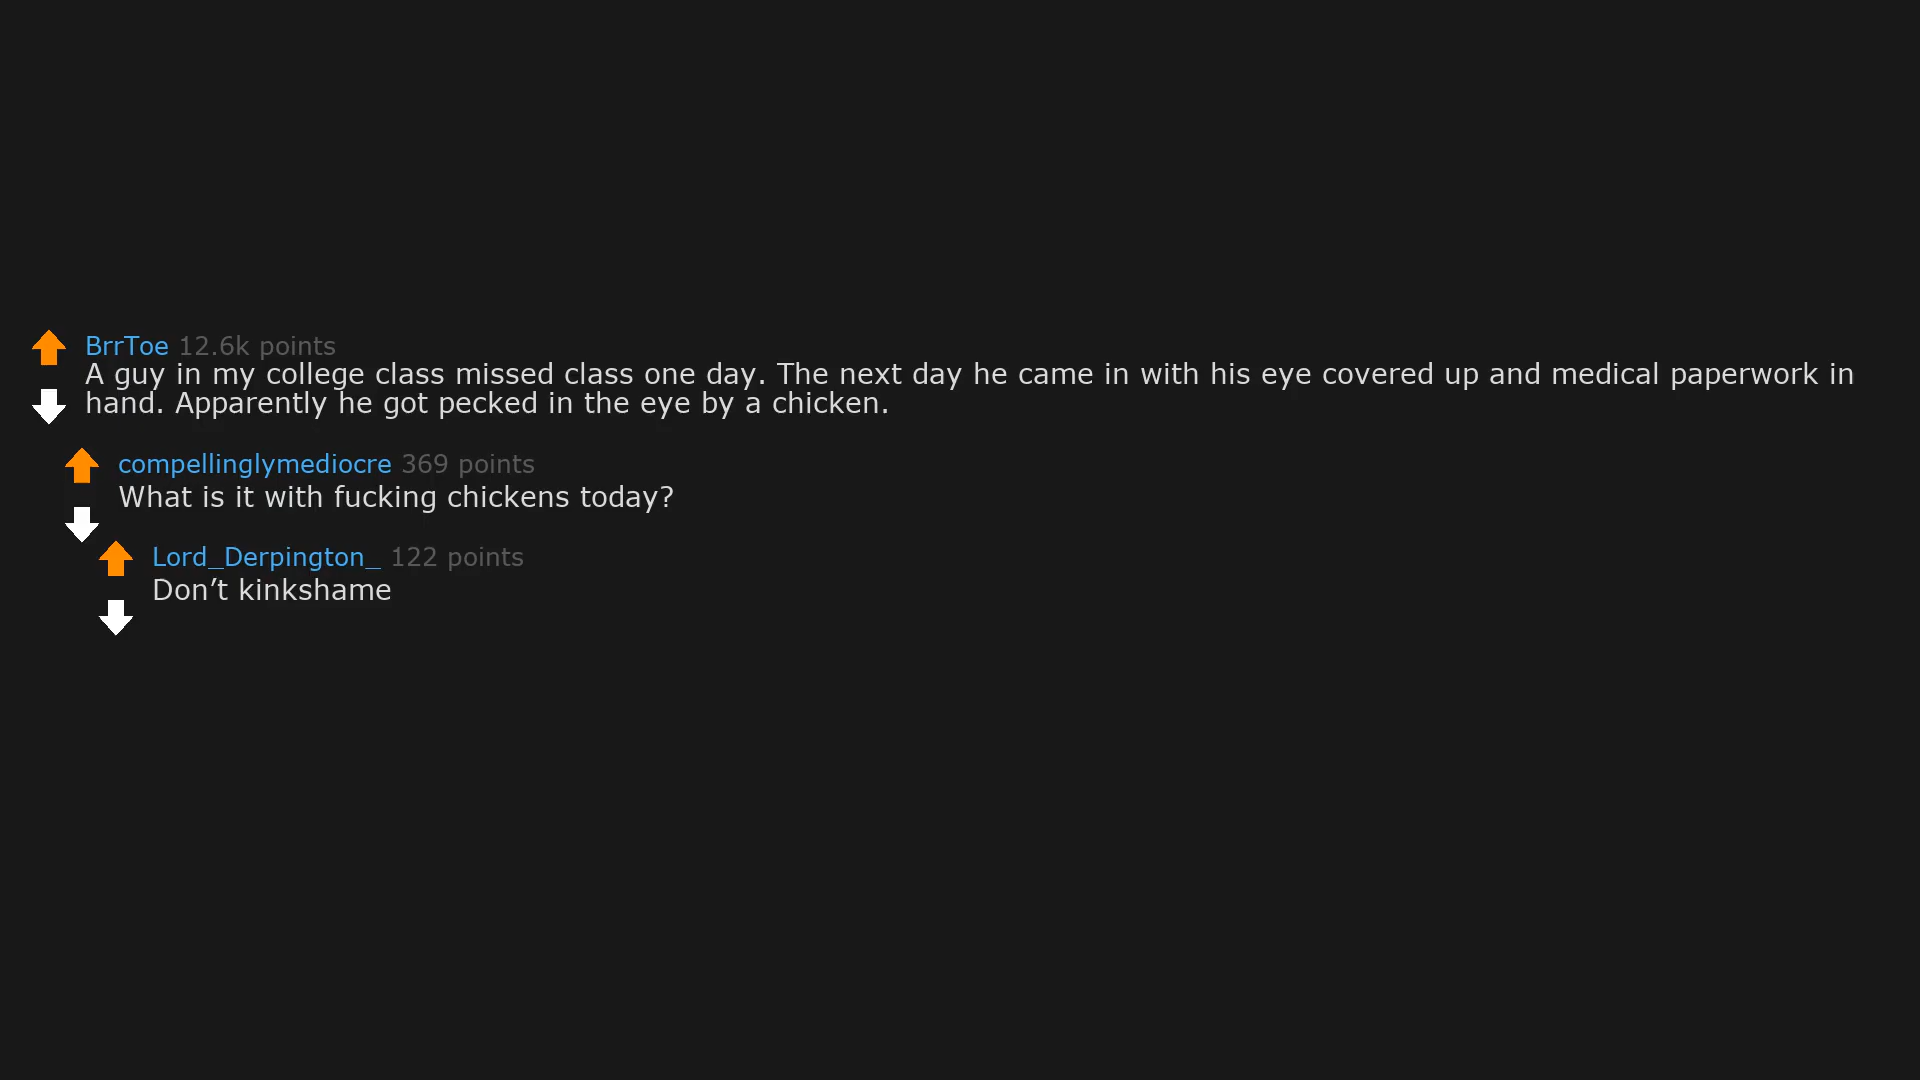 BrrToe 12.6k points
A guy in my college class missed class one day. The next day he came in with his eye covered up and medical paperwork in
hand. Apparently he got pecked in the eye by a chicken.
compellinglymediocre 369 points
What is it with fucking chickens today?
Lord_Derpington_ 122 points
Don’t kinkshame